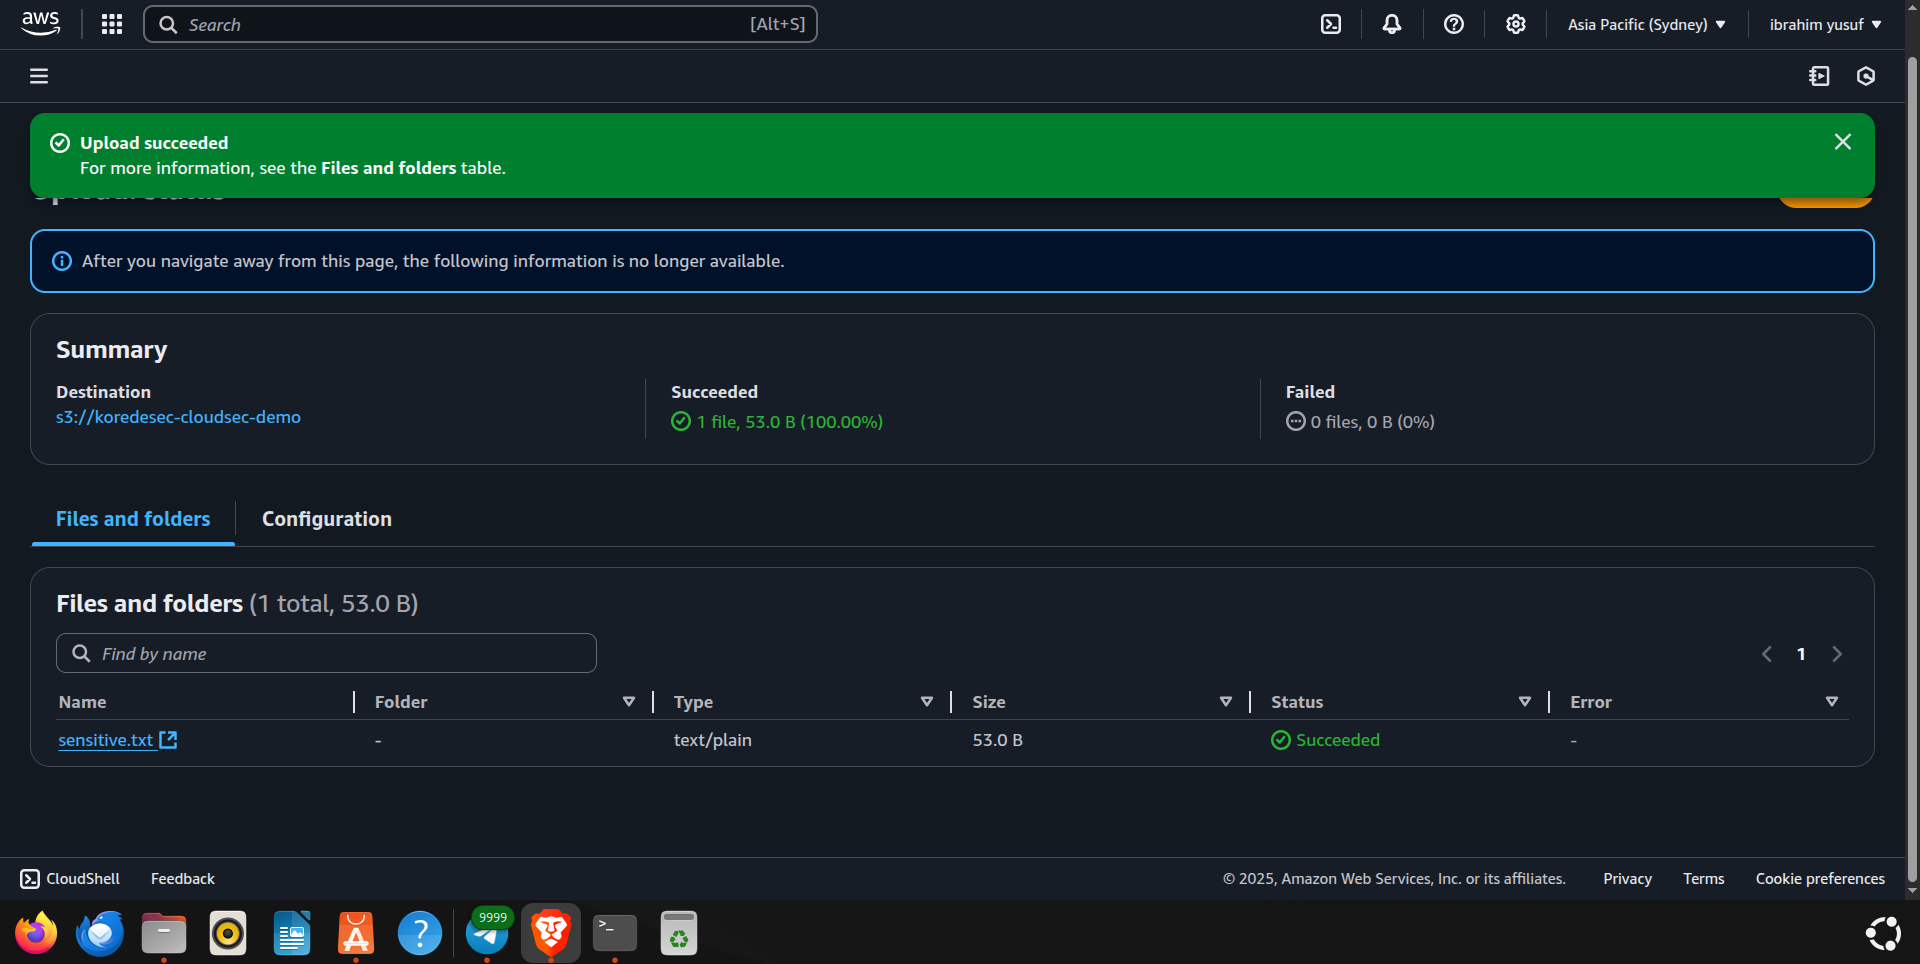 aws
Search [Alt+S]
Asia Pacific (Sydney)
ibrahim yusuf
Upload succeeded
For more information, see the Files and folders table.
After you navigate away from this page, the following information is no longer available.
Summary
Destination
s3://koredesec-cloudsec-demo
Succeeded
1 file, 53.0 B (100.00%)
Failed
0 files, 0 B (0%)
Files and folders
Configuration
Files and folders (1 total, 53.0 B)
Find by name
1
Name Folder Type Size Status Error
sensitive.txt - text/plain 53.0 B Succeeded -
CloudShell Feedback © 2025, Amazon Web Services, Inc. or its affiliates. Privacy Terms Cookie preferences
9999